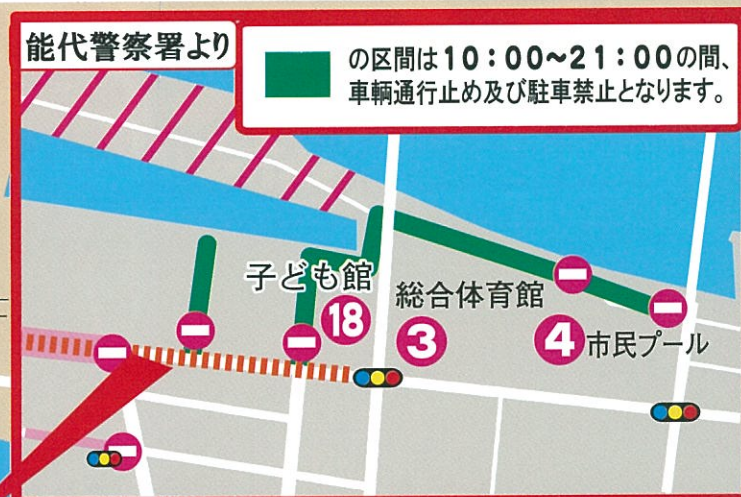 能代警察署より
の区間は10：00~21：00の間、
車輌通行止め及び駐車禁止となります。
子ども館
18
総合体育館
3
4
市民プール